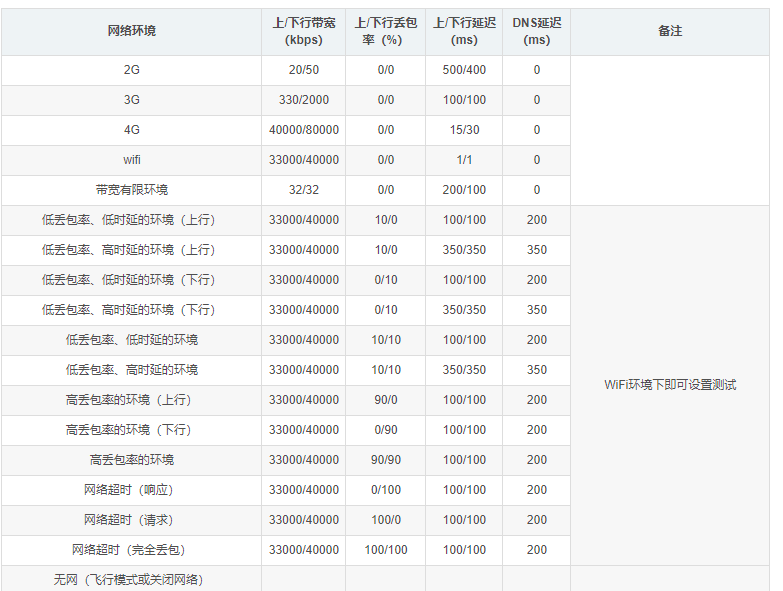 网络环境 上/下行带宽（kbps） 上/下行丢包率（%） 上/下行延迟（ms） DNS延迟（ms） 备注
2G 20/50 0/0 500/400 0
3G 330/2000 0/0 100/100 0
4G 40000/80000 0/0 15/30 0
wifi 33000/40000 0/0 1/1 0
带宽有限环境 32/32 0/0 200/100 0
低丢包率、低时延的环境（上行） 33000/40000 10/0 100/100 200
低丢包率、高时延的环境（上行） 33000/40000 10/0 350/350 350
低丢包率、低时延的环境（下行） 33000/40000 0/10 100/100 200
低丢包率、高时延的环境（下行） 33000/40000 0/10 350/350 350
低丢包率、低时延的环境 33000/40000 10/10 100/100 200
低丢包率、高时延的环境 33000/40000 10/10 350/350 350
WiFi环境下即可设置测试
高丢包率的环境（上行） 33000/40000 90/0 100/100 200
高丢包率的环境（下行） 33000/40000 0/90 100/100 200
高丢包率的环境 33000/40000 90/90 100/100 200
网络超时（响应） 33000/40000 0/100 100/100 200
网络超时（请求） 33000/40000 100/0 100/100 200
网络超时（完全丢包） 33000/40000 100/100 100/100 200
无网（飞行模式或关闭网络）